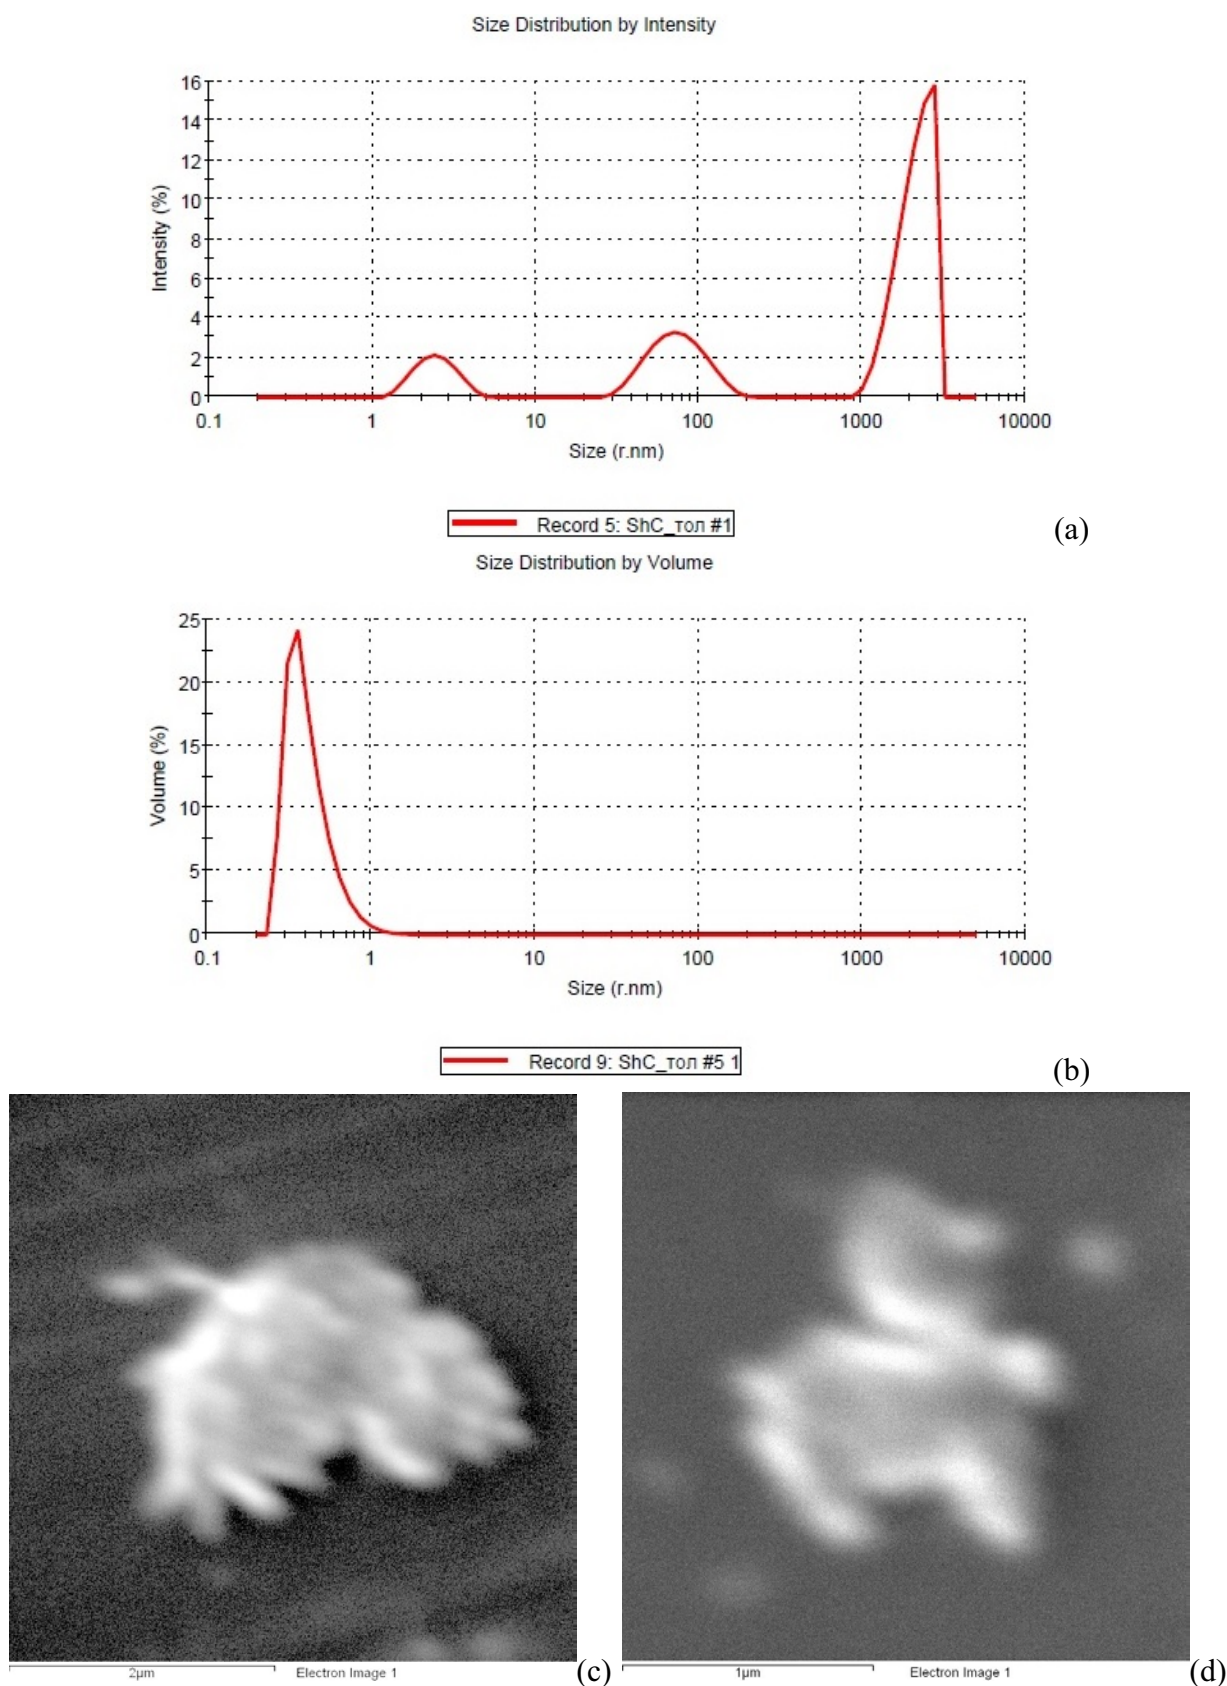 Size Distribution by Intensity
16
14
12
10
8
6
4
2
0
Intensity (%)
0.1 1 10 100 1000 10000
Size (r.nm)
Record 5: ShC_тол #1
(a)
Size Distribution by Volume
25
20
15
10
5
0
Volume (%)
0.1 1 10 100 1000 10000
Size (r.nm)
Record 9: ShC_тол #5 1
(b)
2µm Electron Image 1 (c)
1µm Electron Image 1 (d)